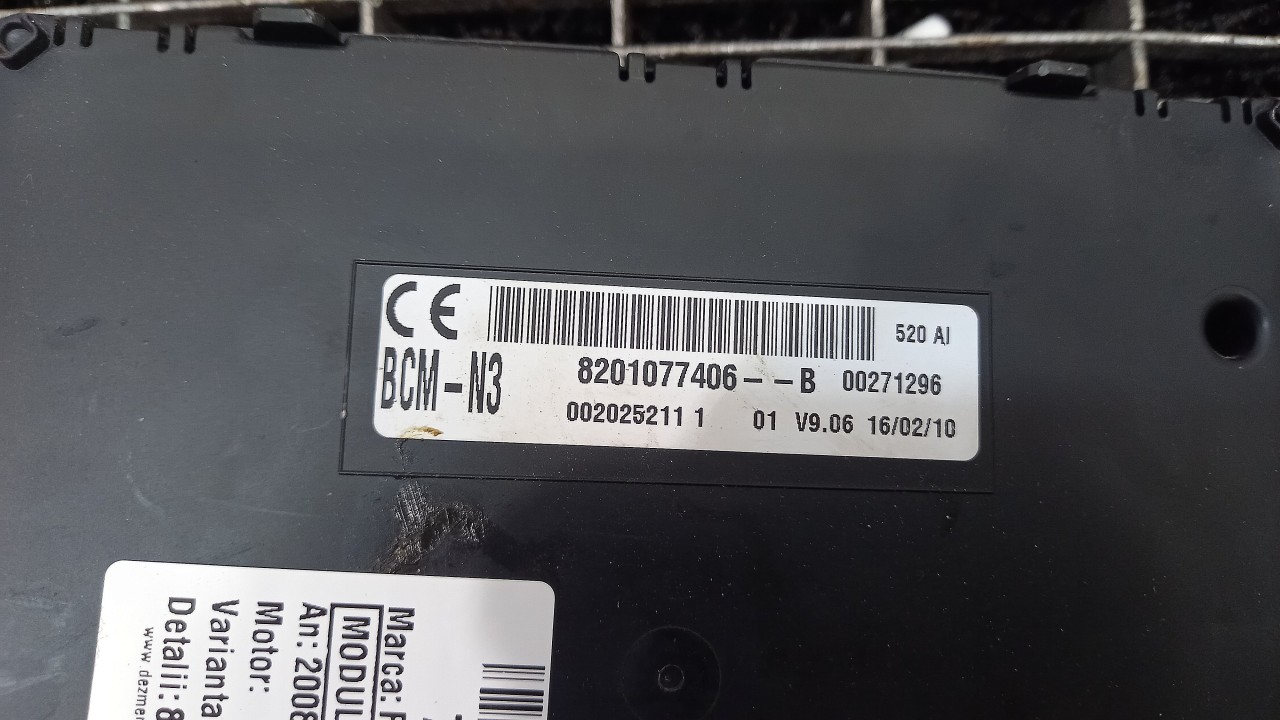 CE
520 AI
BCM-N3
8201077406--B 00271296
002025211 1 01 V9.06 16/02/10
Marca:
MODUL
An: 2008
Motor:
Varianta
Detalii: 8